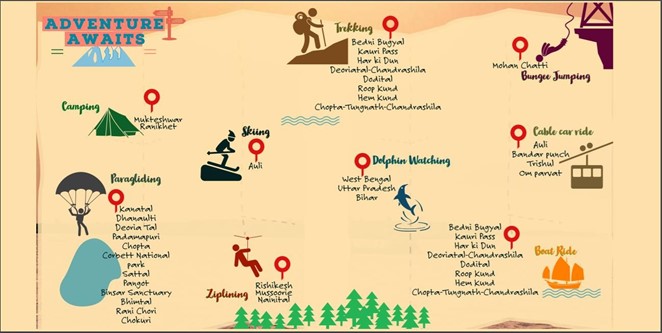 ADVENTURE
AWAITS
Trekking
Bedni Bugyal
Kauri Pass
Har ki Dun
Deoriatal-Chandrashila
Dodital
Roop Kund
Hem Kund
Chopta-Tungnath-Chandrashila
Mohan Chatti
Bungee Jumping
Camping
Mukteshwar
Ranikhet
Skiing
Auli
Cable car ride
Auli
Bandar punch
Trishul
Om parvat
Dolphin Watching
West Bengal
Uttar Pradesh
Bihar
Paragliding
Kanatal
Dhanaulti
Deoria Tal
Padamapuri
Chopta
Corbett National
park
Sattal
Pangot
Binsar Sanctuary
Bhimtal
Rani Chori
Chokuri
Ziplining
Rishikesh
Mussoorie
Nainital
Bedni Bugyal
Kauri Pass
Har ki Dun
Deoriatal-Chandrashila
Dodital
Roop Kund
Hem Kund
Chopta-Tungnath-Chandrashila
Boat Ride